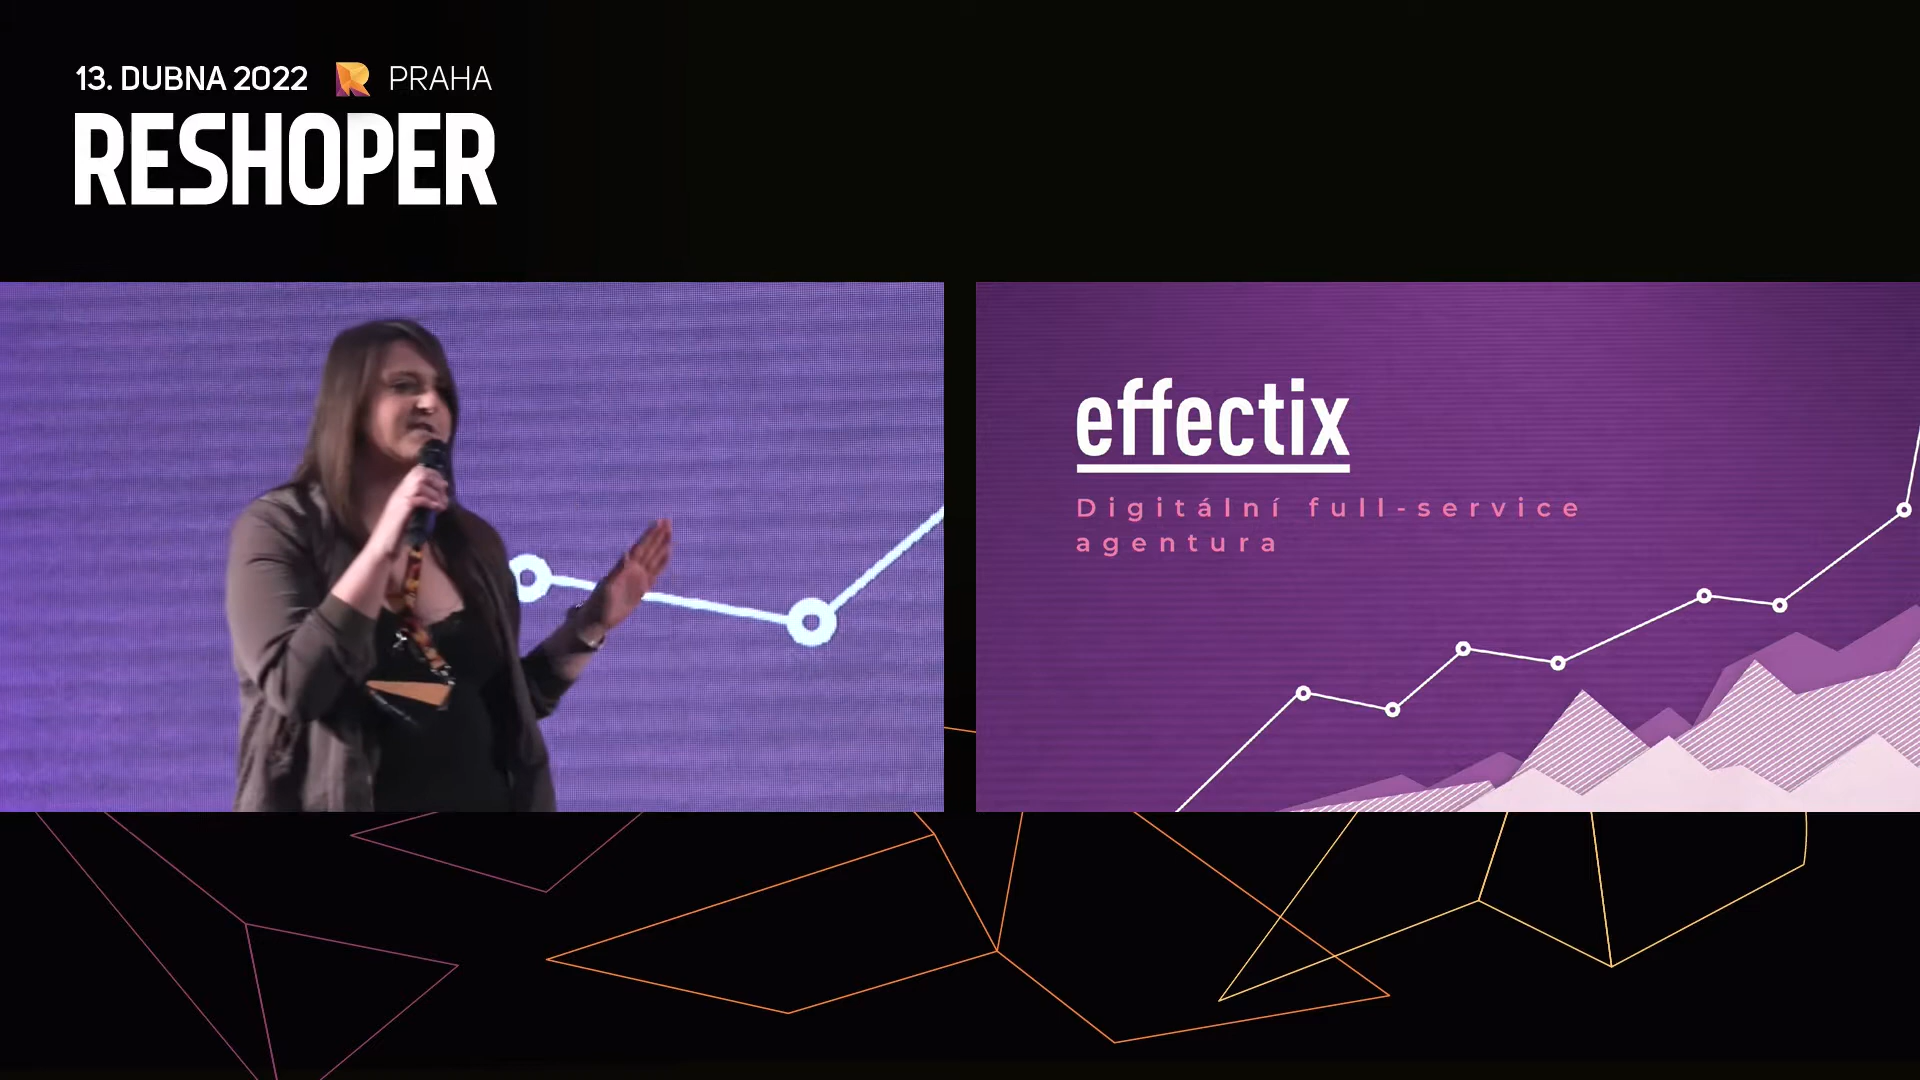 13. DUBNA 2022 PRAHA
RESHOPER
effectix
Digitální full-service
agentura